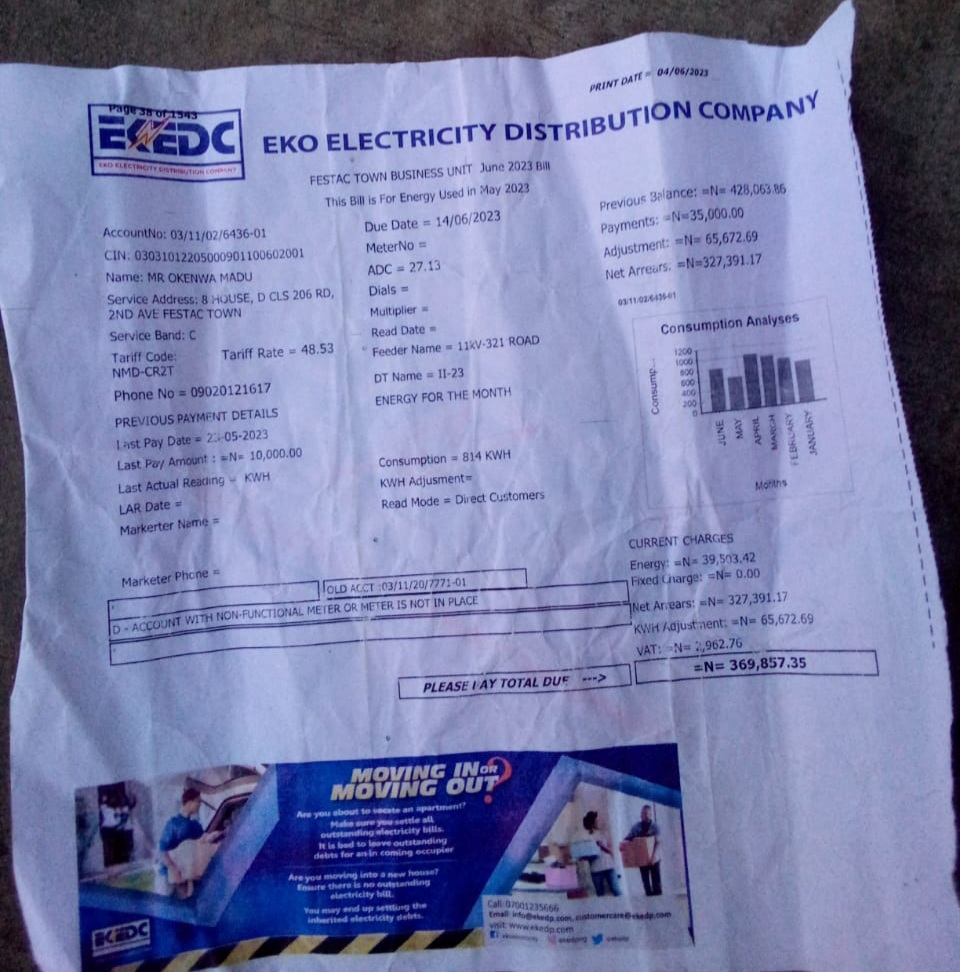 PRINT DATE = 04/06/2023
Page 38 of 1543
EKEDC
EKO ELECTRICITY DISTRIBUTION COMPANY
EKO ELECTRICITY DISTRIBUTION COMPANY
FESTAC TOWN BUSINESS UNIT June 2023 Bill
This Bill is For Energy Used in May 2023
AccountNo: 03/11/02/6436-01
CIN: 03031012205000901100602001
Name: MR OKENWA MADU
Service Address: 8 HOUSE, D CLS 206 RD,
2ND AVE FESTAC TOWN
Service Band: C
Tariff Code: Tariff Rate = 48.53
NMD-CR2T
Phone No = 09020121617
PREVIOUS PAYMENT DETAILS
Last Pay Date = -05-2023
Last Pay Amount : =N= 10,000.00
Last Actual Reading = KWH
LAR Date =
Markerter Name =
Marketer Phone =
Due Date = 14/06/2023
MeterNo =
ADC = 27.13
Dials =
Multiplier =
Read Date =
Feeder Name = 11kV-321 ROAD
DT Name = II-23
ENERGY FOR THE MONTH
Consumption = 814 KWH
KWH Adjusment=
Read Mode = Direct Customers
Previous Balance: =N= 428,063.86
Payments: =N=35,000.00
Adjustment: =N= 65,672.69
Net Arrears: =N=327,391.17
03/11/02/6436-01
Consumption Analyses
Consump...
1200
1000
800
600
400
200
0
JUNE
MAY
APRIL
MARCH
FEBRUARY
JANUARY
Months
OLD ACCT :03/11/20/7771-01
D - ACCOUNT WITH NON-FUNCTIONAL METER OR METER IS NOT IN PLACE
CURRENT CHARGES
Energy: =N= 39,503.42
Fixed Charge: =N= 0.00
Net Arrears: =N= 327,391.17
KWH Adjustment: =N= 65,672.69
VAT: =N= 2,962.76
PLEASE PAY TOTAL DUE --->
=N= 369,857.35
MOVING IN OR
MOVING OUT?
Are you about to vacate an apartment?
Make sure you settle all
outstanding electricity bills.
It is bad to leave outstanding
debts for an in coming occupier
Are you moving into a new house?
Ensure there is no outstanding
electricity bill.
You may end up settling the
inherited electricity debts.
EKEDC
Call: 07001235666
Email: info@ekedp.com, customercare@ekedp.com
visit: www.ekedp.com